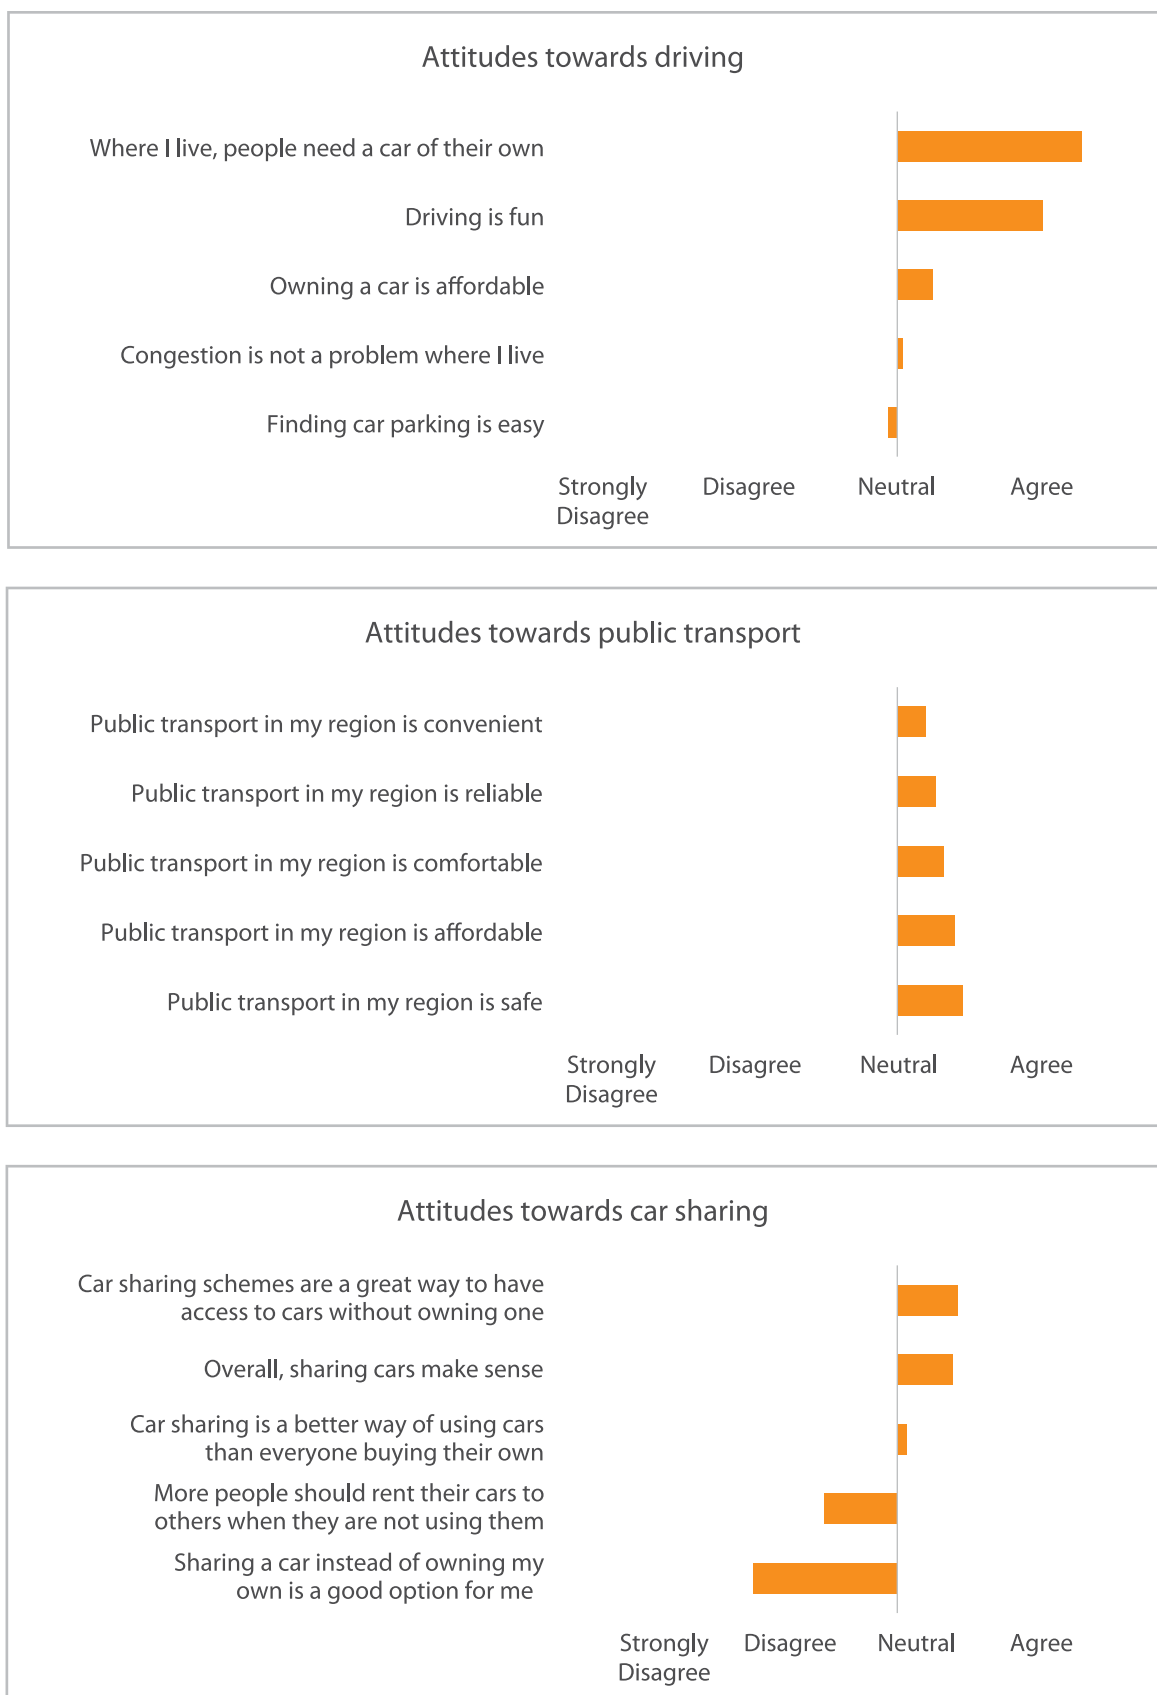 Attitudes towards driving
Where I live, people need a car of their own
Driving is fun
Owning a car is affordable
Congestion is not a problem where I live
Finding car parking is easy
Strongly Disagree Neutral Agree
Disagree
Attitudes towards public transport
Public transport in my region is convenient
Public transport in my region is reliable
Public transport in my region is comfortable
Public transport in my region is affordable
Public transport in my region is safe
Strongly Disagree Neutral Agree
Disagree
Attitudes towards car sharing
Car sharing schemes are a great way to have
access to cars without owning one
Overall, sharing cars make sense
Car sharing is a better way of using cars
than everyone buying their own
More people should rent their cars to
others when they are not using them
Sharing a car instead of owning my
own is a good option for me
Strongly Disagree Neutral Agree
Disagree